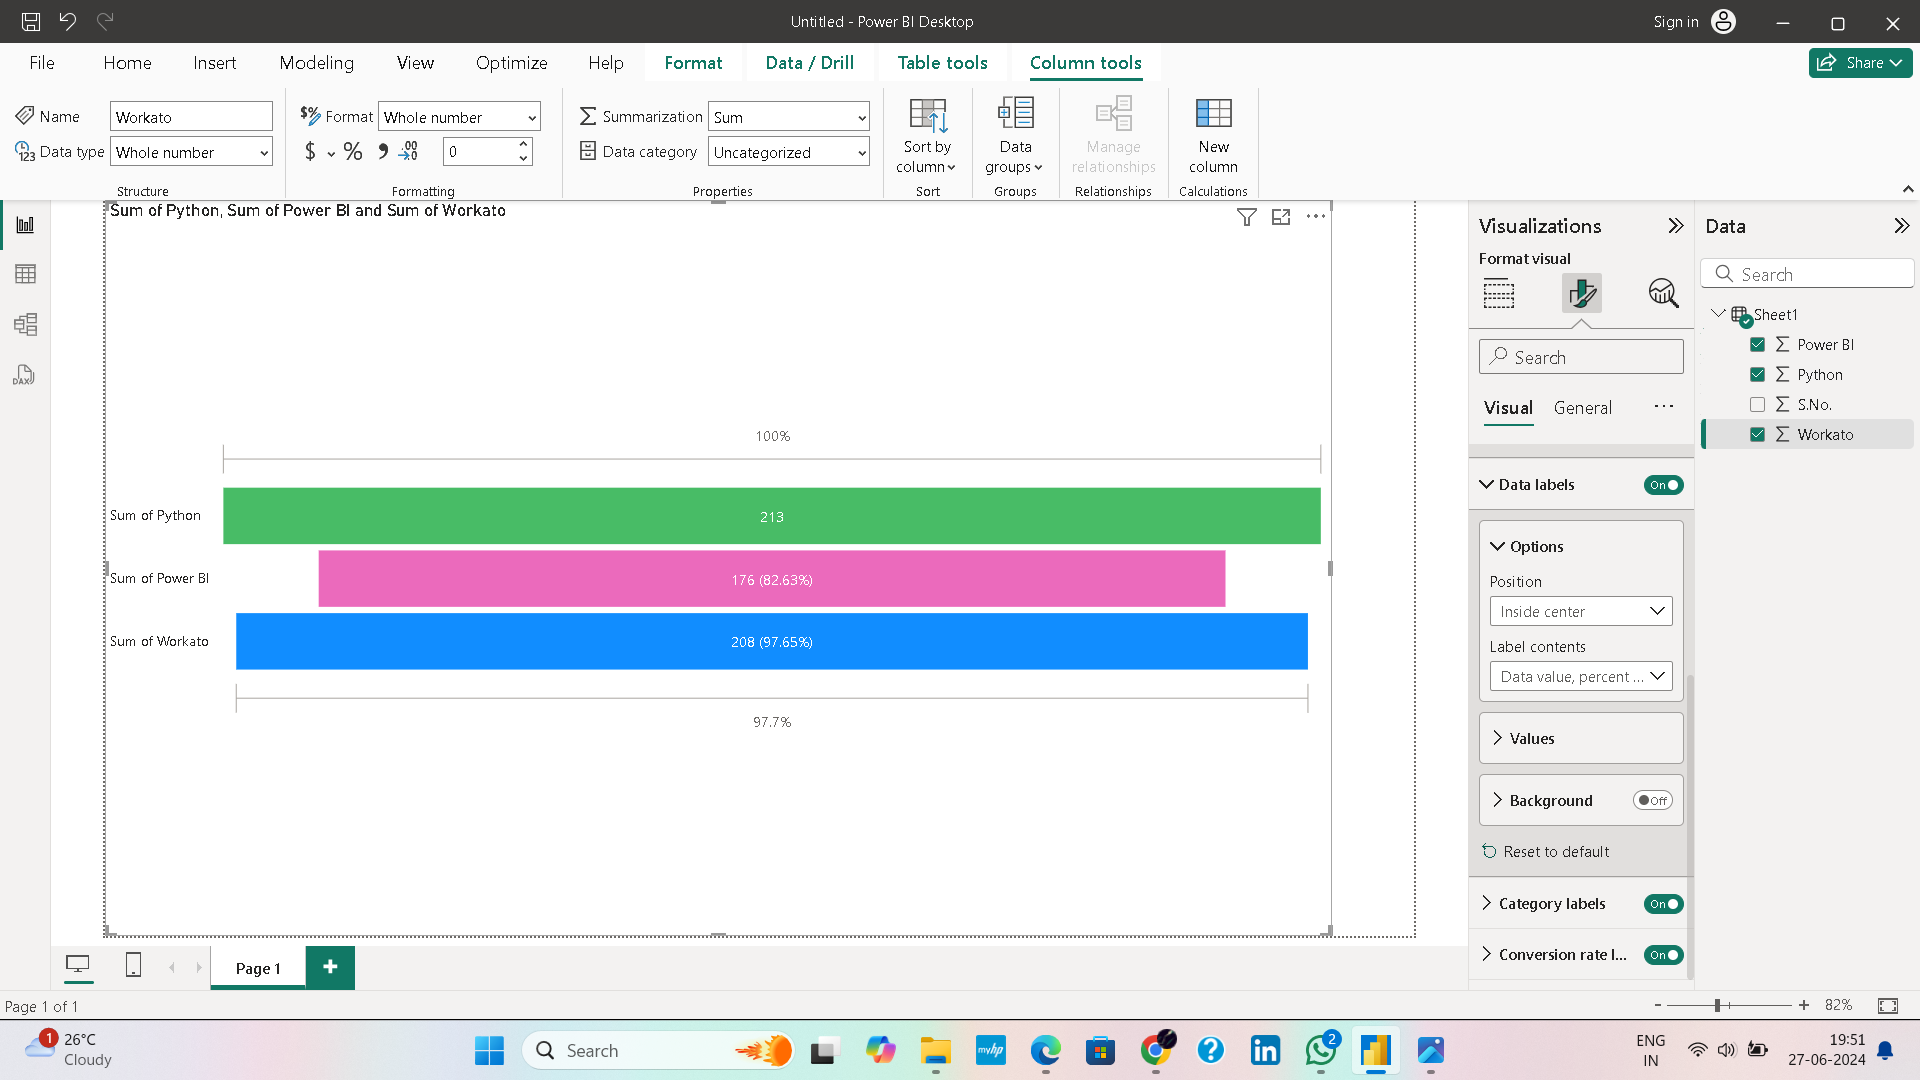 Untitled - Power BI Desktop
Sign in
File Home Insert Modeling View Optimize Help Format Data / Drill Table tools Column tools
Share
Name Workato
Data type Whole number
Structure
Format Whole number
$ % 9 .00 0
Formatting
Summarization Sum
Data category Uncategorized
Properties
Sort by
column
Sort
Data
groups
Groups
Manage
relationships
Relationships
New
column
Calculations
Sum of Python, Sum of Power BI and Sum of Workato
100%
Sum of Python 213
Sum of Power BI 176 (82.63%)
Sum of Workato 208 (97.65%)
97.7%
Visualizations
Format visual
Search
Visual General
Data labels On
Options
Position
Inside center
Label contents
Data value, percent ...
Values
Background Off
Reset to default
Category labels On
Conversion rate l... On
Data
Search
Sheet1
Power BI
Python
S.No.
Workato
DAX
Page 1
Page 1 of 1
- + 82%
1
26°C
Cloudy
Search
myhp
2
ENG
IN
19:51
27-06-2024